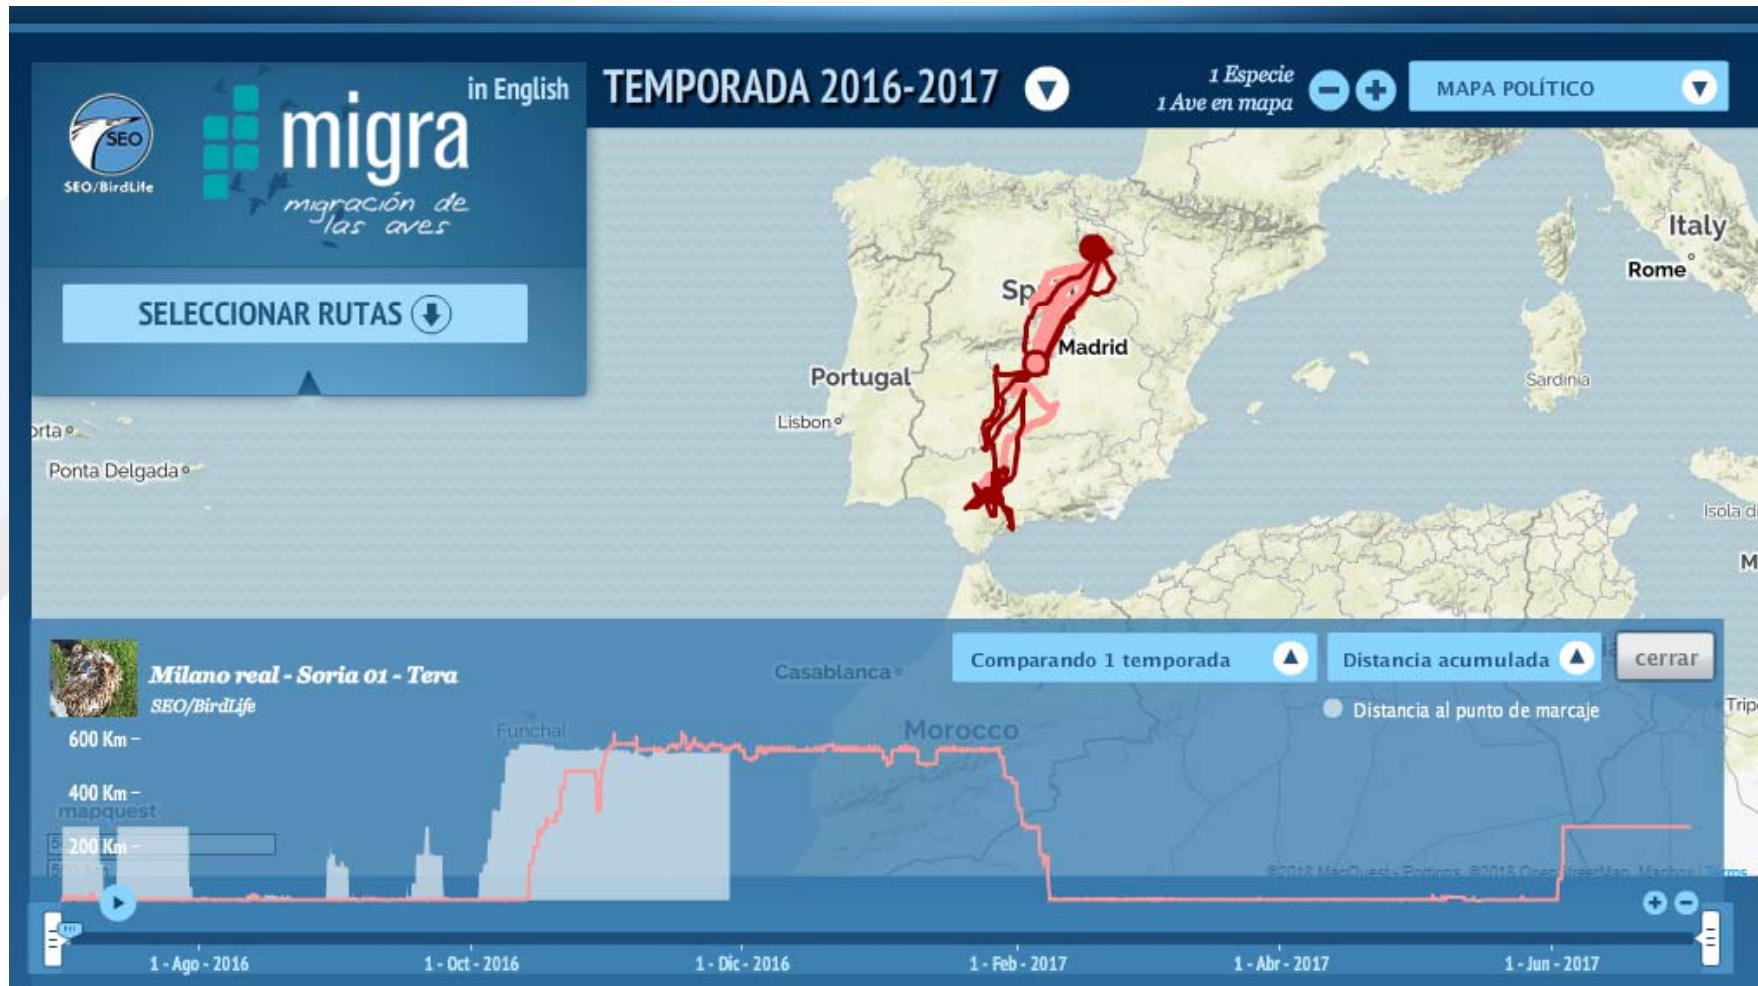 in English
TEMPORADA 2016-2017
1 Especie
1 Ave en mapa
MAPA POLÍTICO
SEO
SEO/BirdLife
migra
migración de
las aves
SELECCIONAR RUTAS
Italy
Rome
Madrid
Portugal
Sardinia
Lisbon
Ponta Delgada
Isola di
Milano real - Soria 01 - Tera
SEO/BirdLife
Casablanca
Comparando 1 temporada
Distancia acumulada
cerrar
Distancia al punto de marcaje
Funchal
Morocco
600 Km
400 Km
mapquest
200 Km
1 - Ago - 2016
1 - Oct - 2016
1 - Dic - 2016
1 - Feb - 2017
1 - Abr - 2017
1 - Jun - 2017